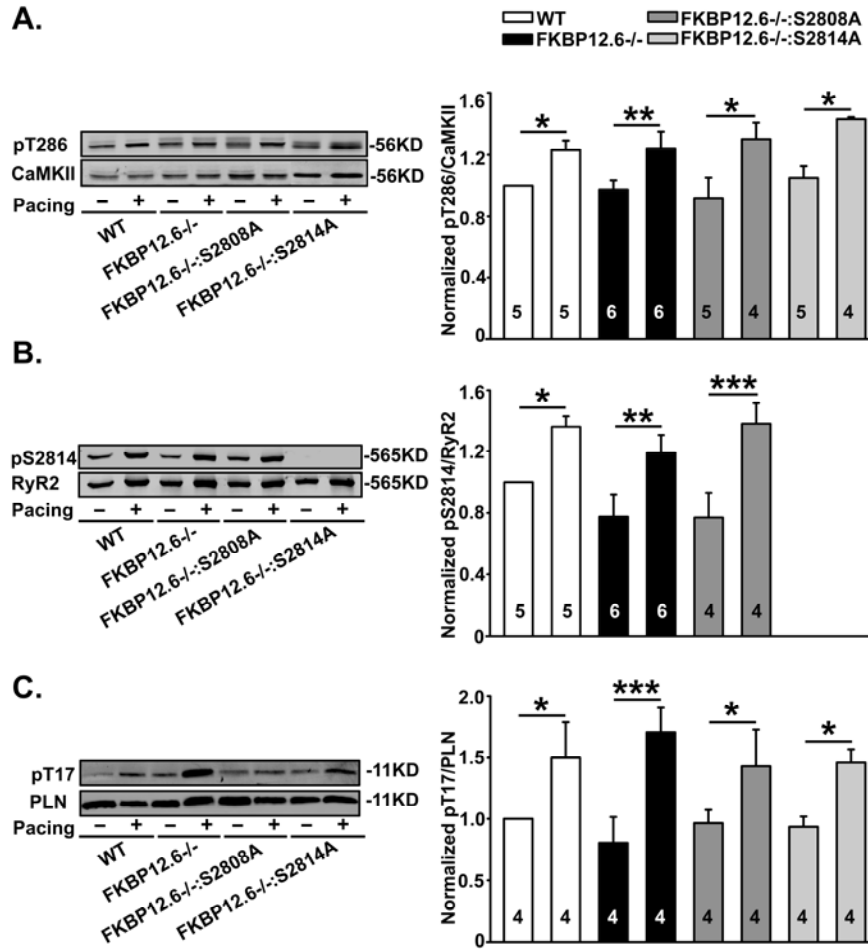 A.
WT
FKBP12.6-/-
FKBP12.6-/-:S2808A
FKBP12.6-/-:S2814A
pT286
-56KD
CaMKII
-56KD
Pacing – + – + – + – +
WT
FKBP12.6-/-
FKBP12.6-/-:S2808A
FKBP12.6-/-:S2814A
Normalized pT286/CaMKII
1.6
1.2
0.8
0.4
0
* ** * *
5 5 6 6 5 4 5 4
B.
pS2814
-565KD
RyR2
-565KD
Pacing – + – + – + – +
WT
FKBP12.6-/-
FKBP12.6-/-:S2808A
FKBP12.6-/-:S2814A
Normalized pS2814/RyR2
1.6
1.2
0.8
0.4
0
* ** ***
5 5 6 6 4 4
C.
pT17
-11KD
PLN
-11KD
Pacing – + – + – + – +
WT
FKBP12.6-/-
FKBP12.6-/-:S2808A
FKBP12.6-/-:S2814A
Normalized pT17/PLN
2.0
1.5
1.0
0.5
0
* *** * *
4 4 4 4 4 4 4 4